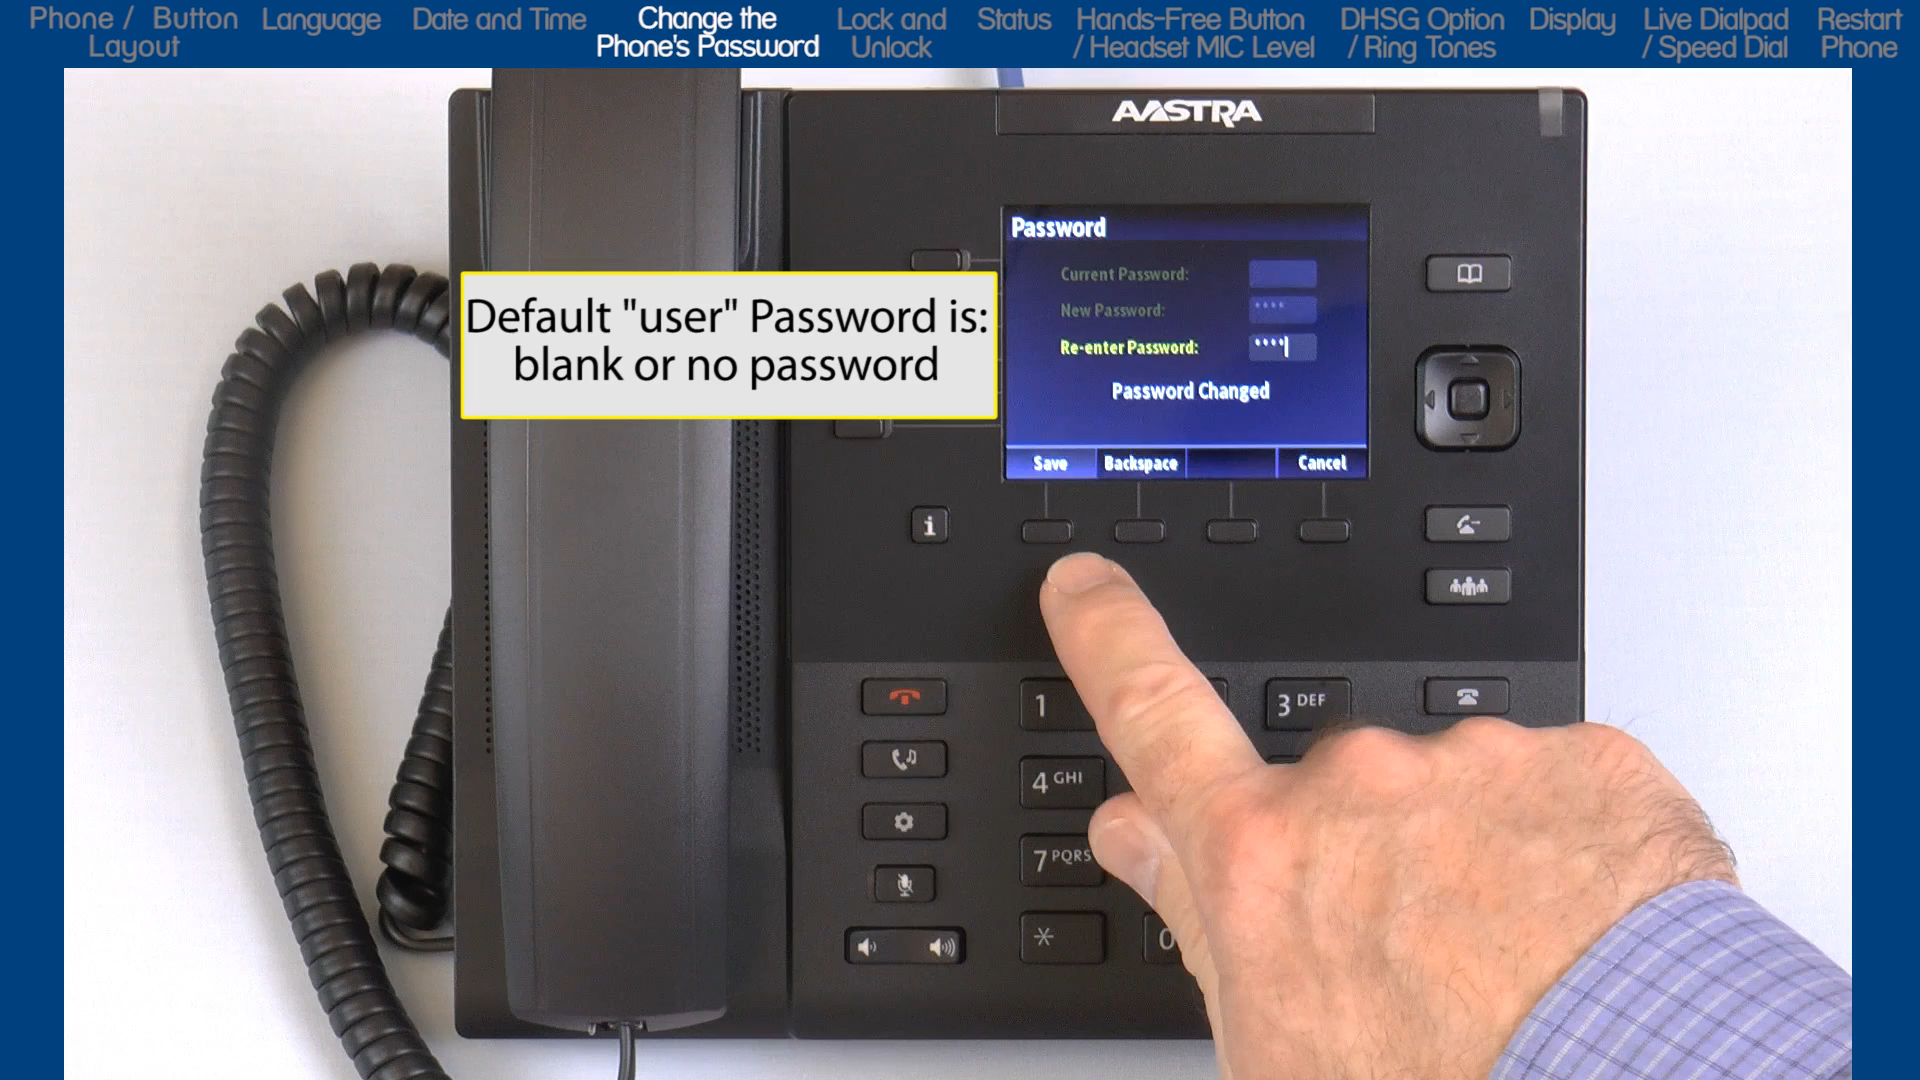 Phone / Button
Layout
Language
Date and Time
Change the
Phone's Password
Lock and
Unlock
Status
Hands-Free Button
/ Headset MIC Level
DHSG Option
/ Ring Tones
Display
Live Dialpad
/ Speed Dial
Restart
Phone
AASTRA
Password
Current Password:
New Password: ****
Re-enter Password: ****
Password Changed
Save Backspace Cancel
Default "user" Password is:
blank or no password
i
1
3 DEF
4 GHI
7 PQRS
*
0